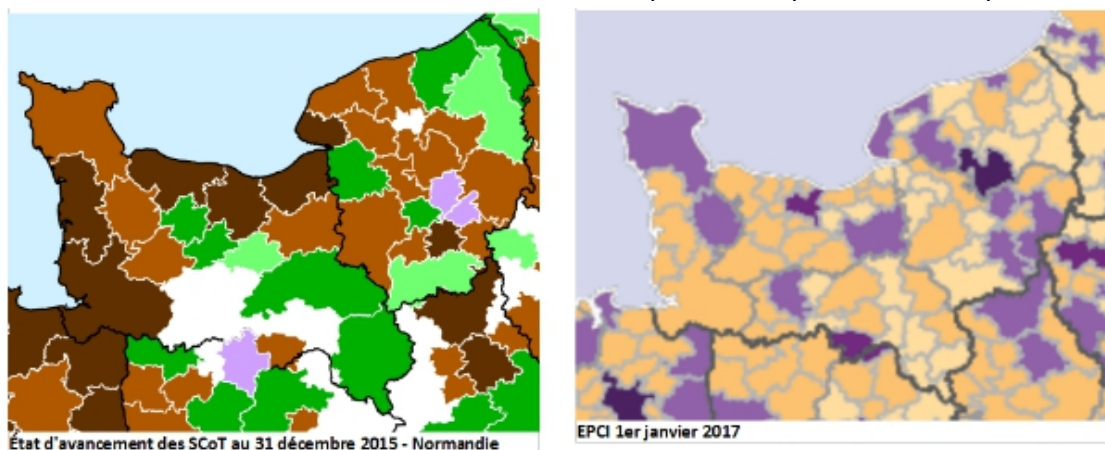 État d'avancement des SCoT au 31 décembre 2015 - Normandie
EPCI 1er janvier 2017